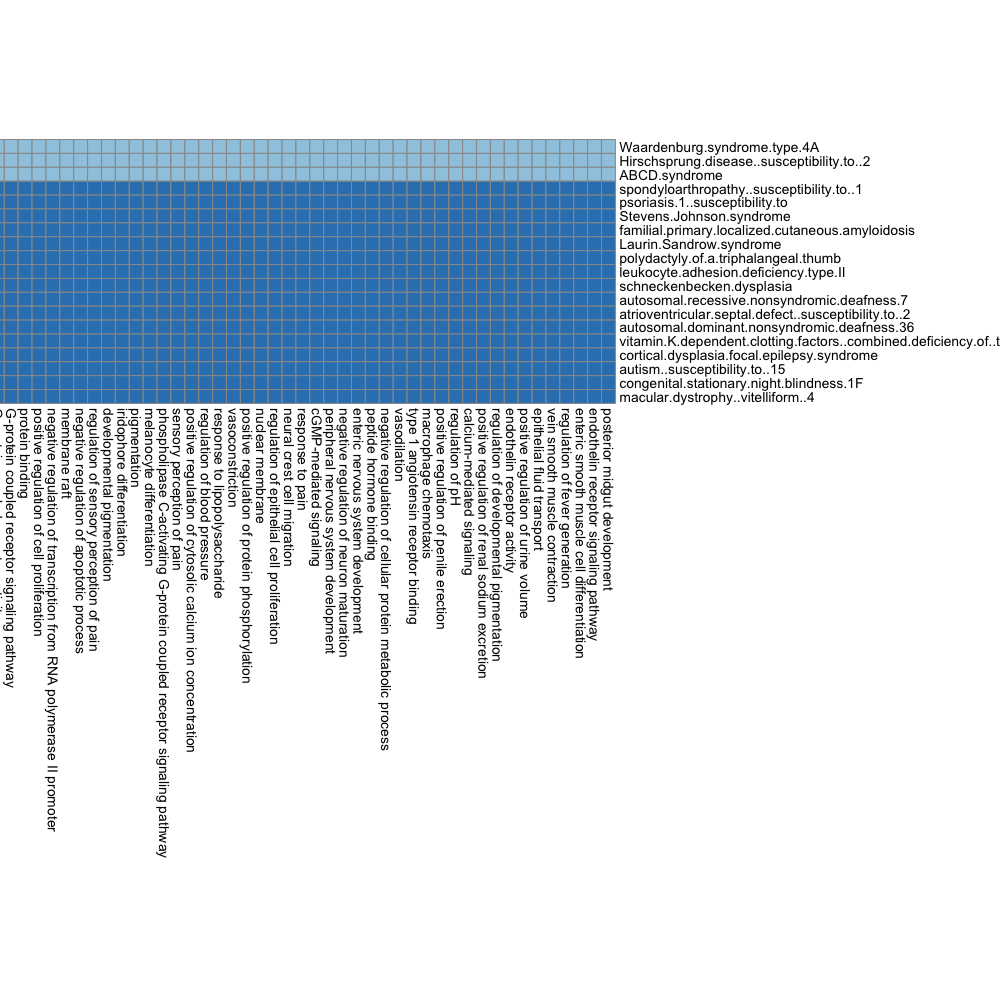 Waardenburg.syndrome.type.4A
Hirschsprung.disease..susceptibility.to..2
ABCD.syndrome
spondyloarthropathy..susceptibility.to..1
psoriasis.1..susceptibility.to
Stevens.Johnson.syndrome
familial.primary.localized.cutaneous.amyloidosis
Laurin.Sandrow.syndrome
polydactyly.of.a.triphalangeal.thumb
leukocyte.adhesion.deficiency.type.II
schneckenbecken.dysplasia
autosomal.recessive.nonsyndromic.deafness.7
atrioventricular.septal.defect..susceptibility.to..2
autosomal.dominant.nonsyndromic.deafness.36
vitamin.K.dependent.clotting.factors..combined.deficiency.of..t
cortical.dysplasia.focal.epilepsy.syndrome
autism..susceptibility.to..15
congenital.stationary.night.blindness.1F
macular.dystrophy..vitelliform..4
G-protein coupled receptor signaling pathway
protein binding
positive regulation of cell proliferation
negative regulation of transcription from RNA polymerase II promoter
membrane raft
negative regulation of apoptotic process
regulation of sensory perception of pain
developmental pigmentation
iridophore differentiation
pigmentation
melanocyte differentiation
phospholipase C-activating G-protein coupled receptor signaling pathway
sensory perception of pain
positive regulation of cytosolic calcium ion concentration
regulation of blood pressure
response to lipopolysaccharide
vasoconstriction
positive regulation of protein phosphorylation
nuclear membrane
regulation of epithelial cell proliferation
neural crest cell migration
response to pain
cGMP-mediated signaling
peripheral nervous system development
negative regulation of neuron maturation
enteric nervous system development
peptide hormone binding
negative regulation of cellular protein metabolic process
vasodilation
type 1 angiotensin receptor binding
macrophage chemotaxis
positive regulation of penile erection
regulation of pH
calcium-mediated signaling
positive regulation of renal sodium excretion
regulation of developmental pigmentation
endothelin receptor activity
positive regulation of urine volume
epithelial fluid transport
vein smooth muscle contraction
regulation of fever generation
enteric smooth muscle cell differentiation
endothelin receptor signaling pathway
posterior midgut development